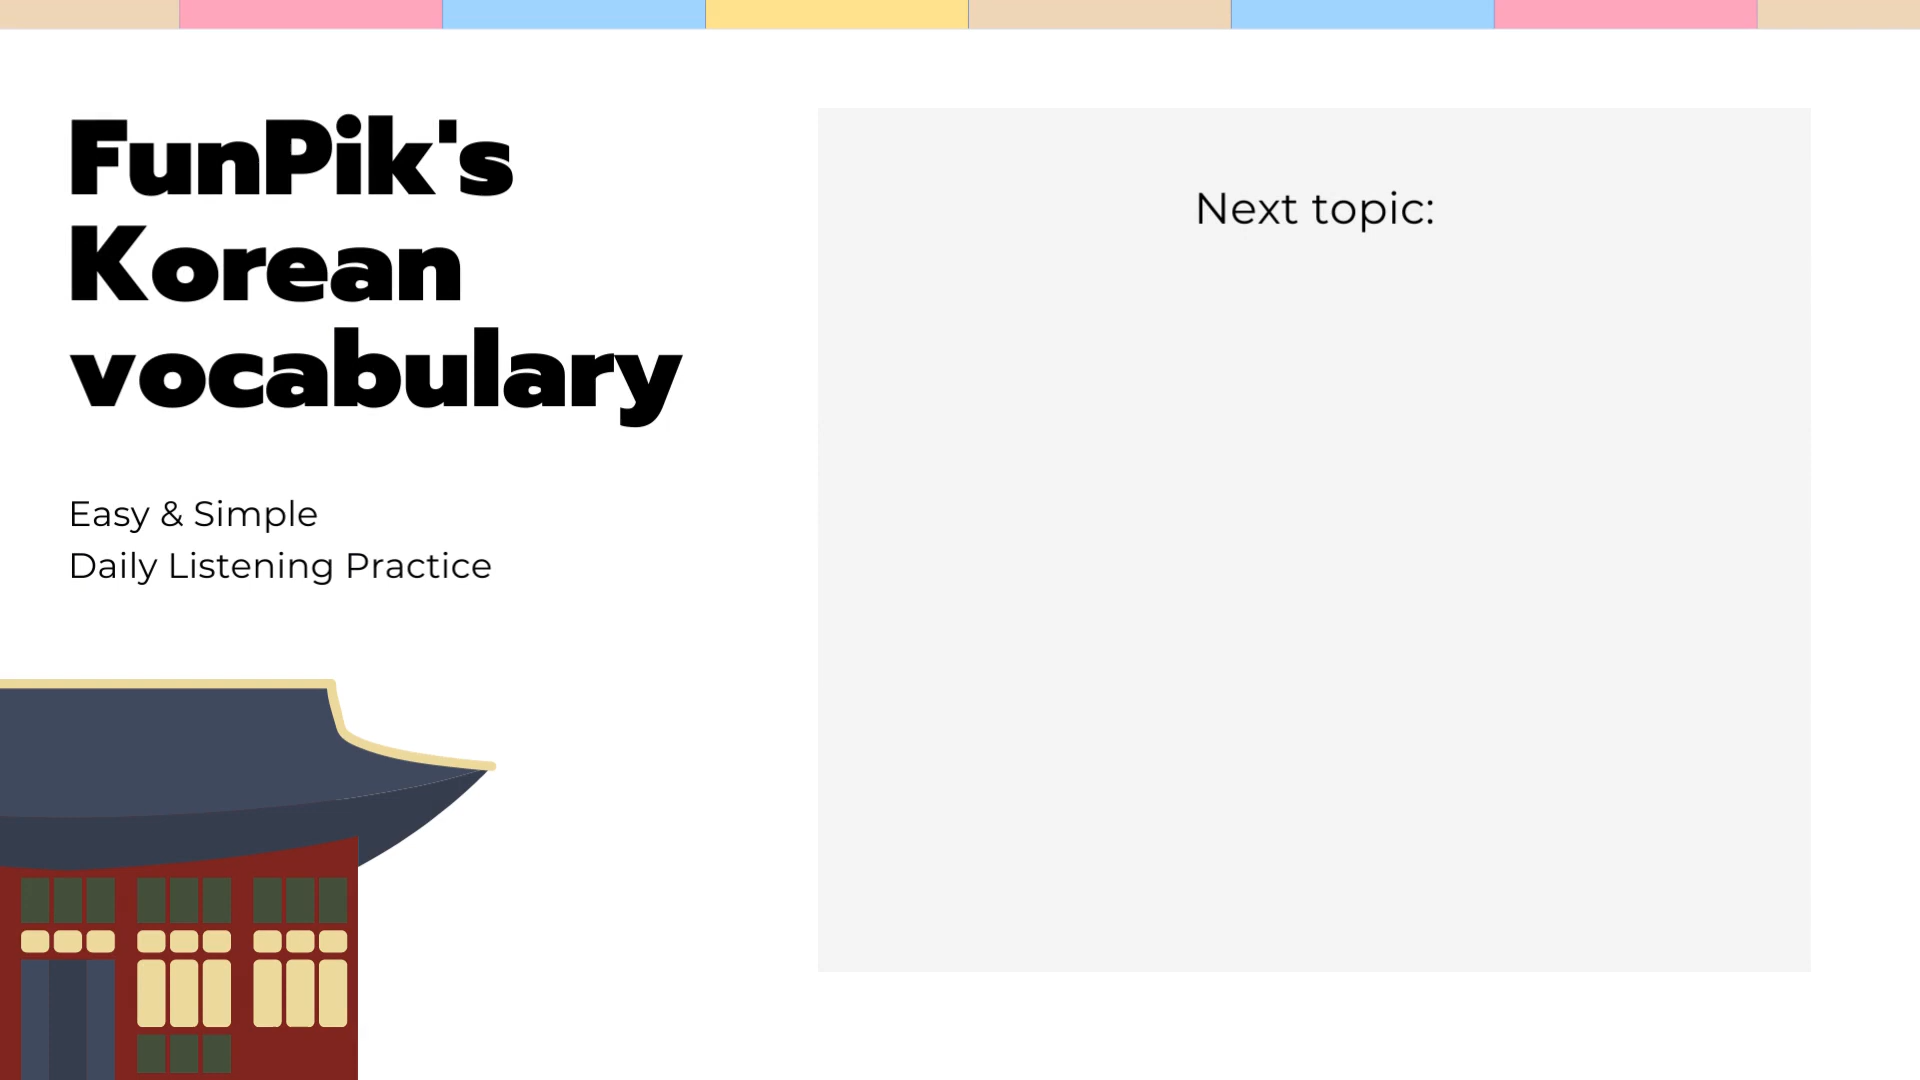 FunPik's
Korean
vocabulary
Easy & Simple
Daily Listening Practice
Next topic: